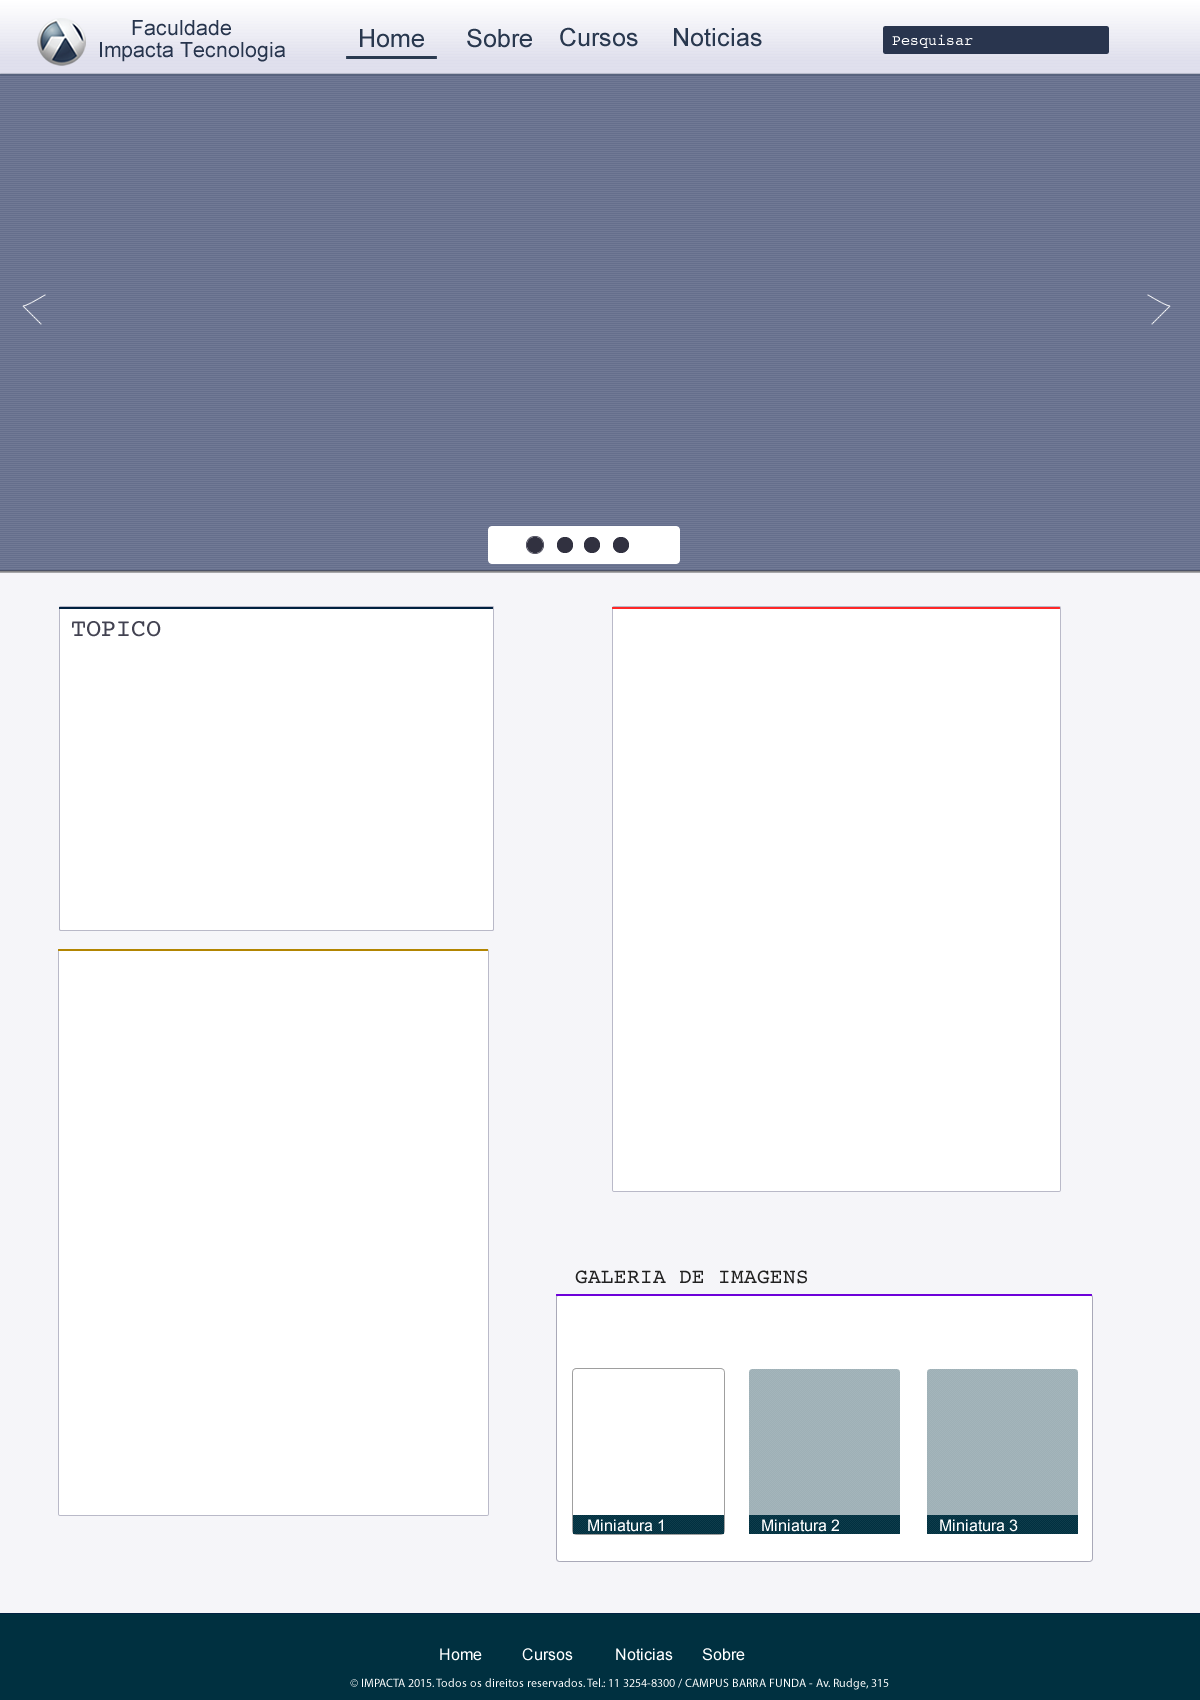 Faculdade
Impacta Tecnologia
Home Sobre Cursos Noticias
Pesquisar
TOPICO
GALERIA DE IMAGENS
Miniatura 1 Miniatura 2 Miniatura 3
Home Cursos Noticias Sobre
© IMPACTA 2015. Todos os direitos reservados. Tel.: 11 3254-8300 / CAMPUS BARRA FUNDA - Av. Rudge, 315